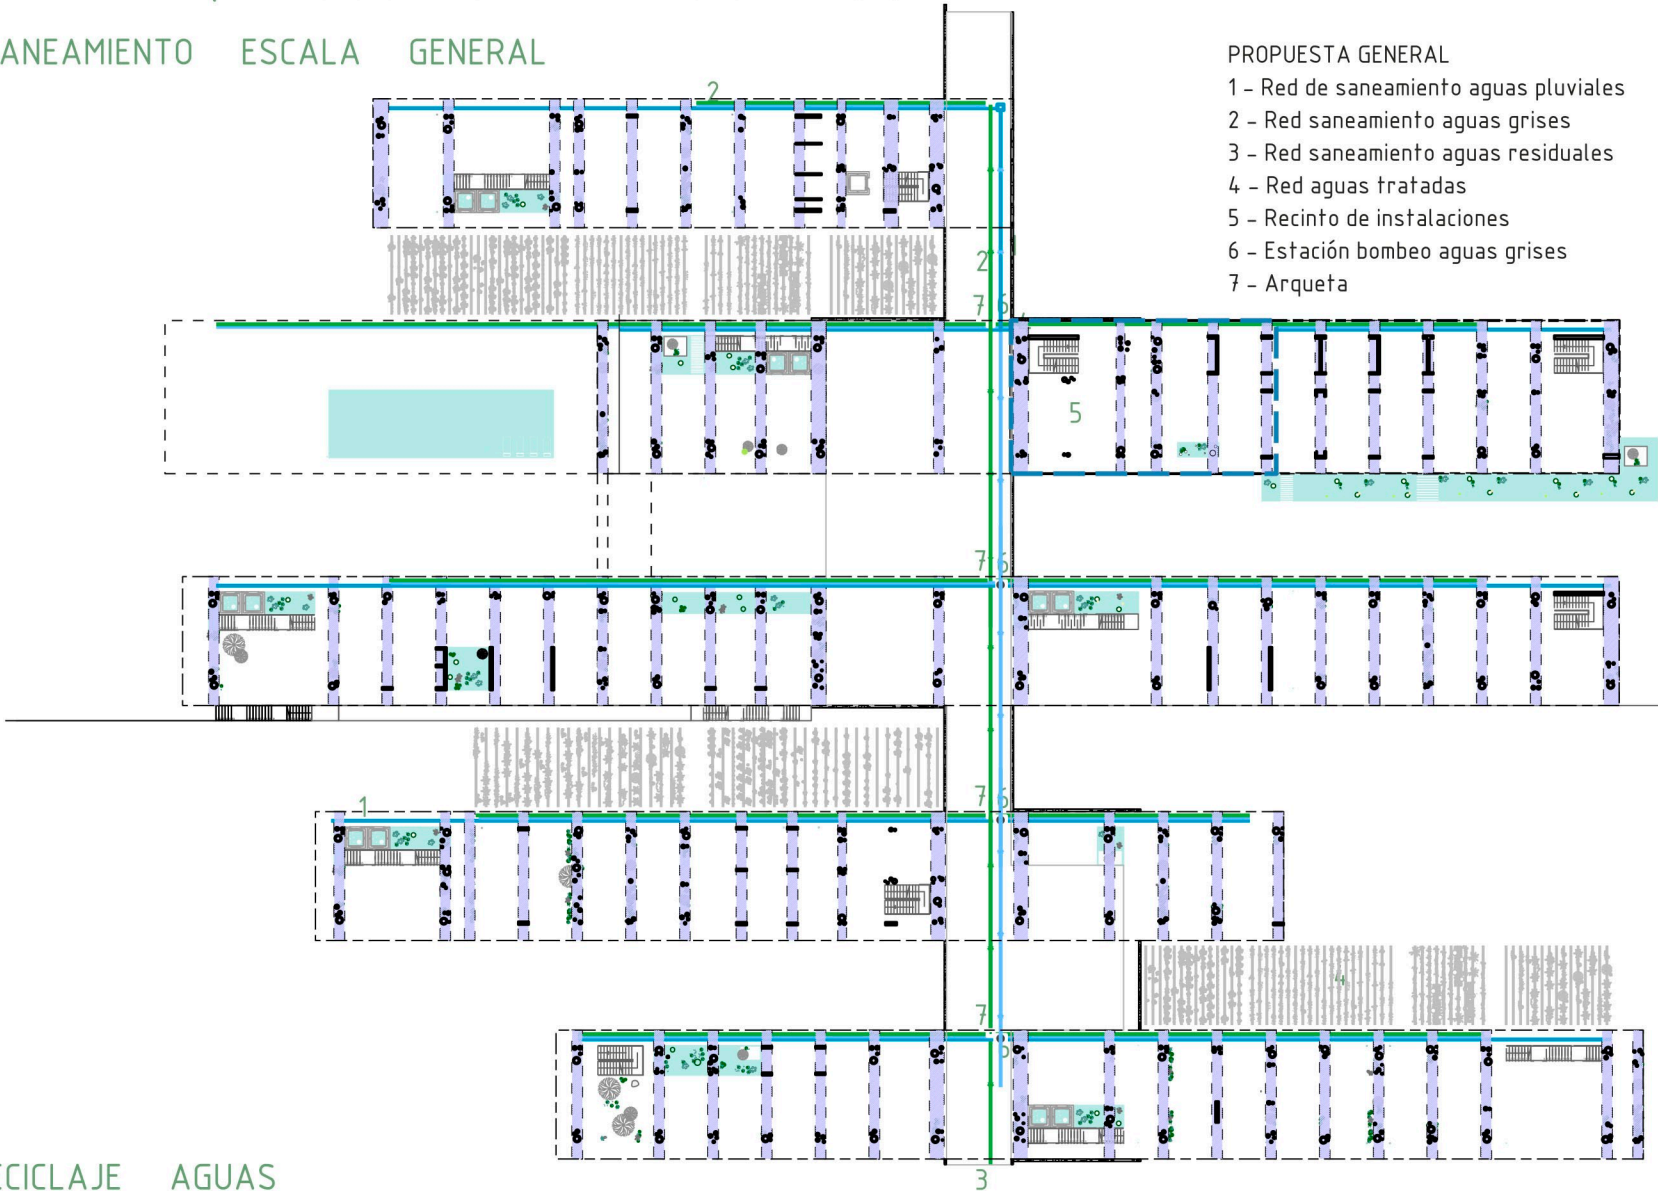 ANEAMIENTO ESCALA GENERAL
PROPUESTA GENERAL
1 - Red de saneamiento aguas pluviales
2 - Red saneamiento aguas grises
3 - Red saneamiento aguas residuales
4 - Red aguas tratadas
5 - Recinto de instalaciones
6 - Estación bombeo aguas grises
7 - Arqueta
2
2
7 6
5
7 6
1
7 6
4
7
6
3
CICLAJE AGUAS